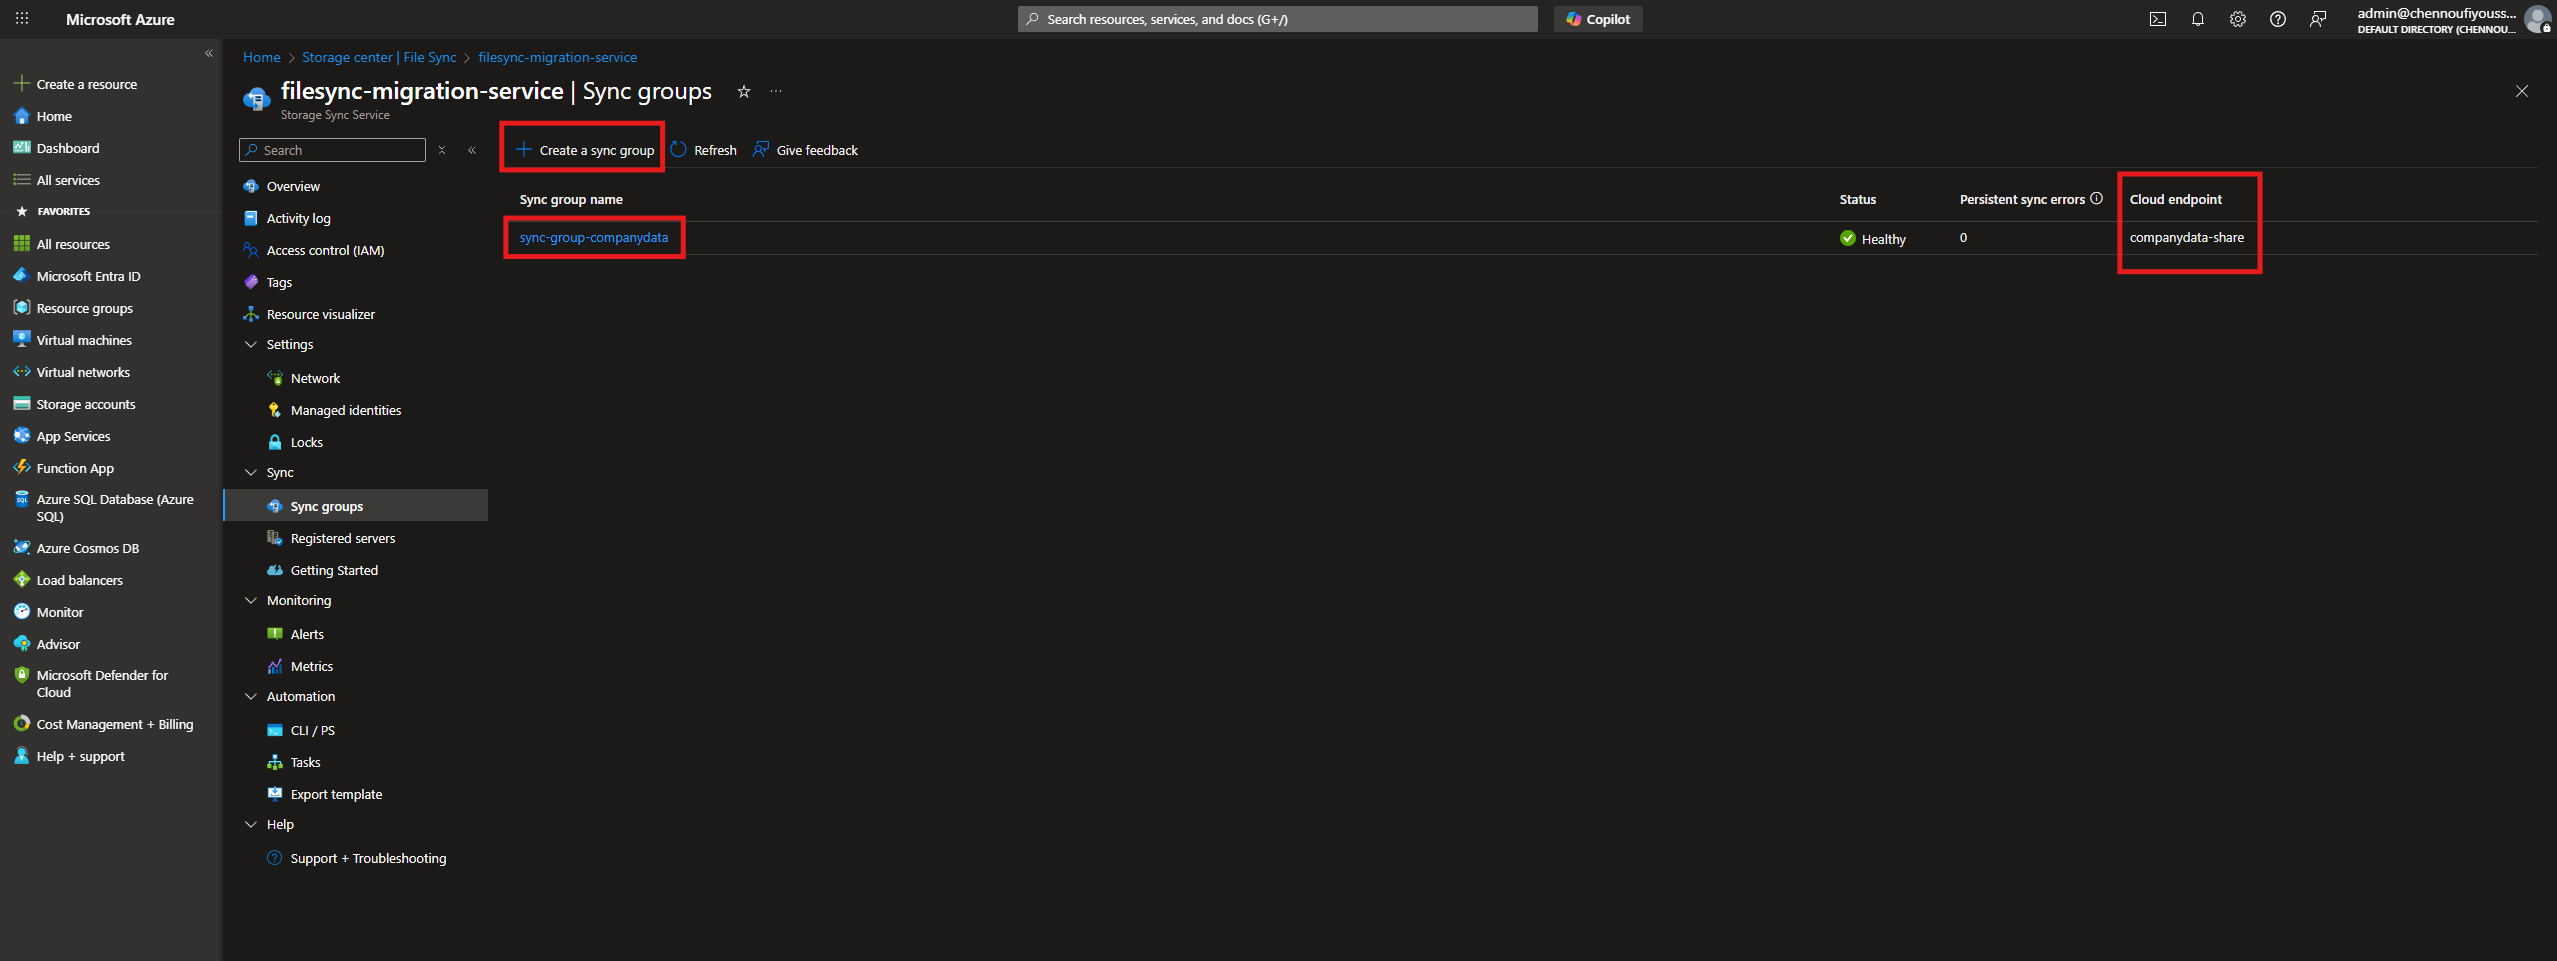 Microsoft Azure
Search resources, services, and docs (G+/)
Copilot
admin@chennoufiyouss...
DEFAULT DIRECTORY (CHENNOU...
Create a resource
Home
Dashboard
All services
FAVORITES
All resources
Microsoft Entra ID
Resource groups
Virtual machines
Virtual networks
Storage accounts
App Services
Function App
Azure SQL Database (Azure
SQL)
Azure Cosmos DB
Load balancers
Monitor
Advisor
Microsoft Defender for
Cloud
Cost Management + Billing
Help + support
Home > Storage center | File Sync > filesync-migration-service
filesync-migration-service | Sync groups
Storage Sync Service
Search
Overview
Activity log
Access control (IAM)
Tags
Resource visualizer
Settings
Network
Managed identities
Locks
Sync
Sync groups
Registered servers
Getting Started
Monitoring
Alerts
Metrics
Automation
CLI / PS
Tasks
Export template
Help
Support + Troubleshooting
Create a sync group
Refresh
Give feedback
Sync group name
Status
Persistent sync errors
Cloud endpoint
sync-group-companydata
Healthy
0
companydata-share